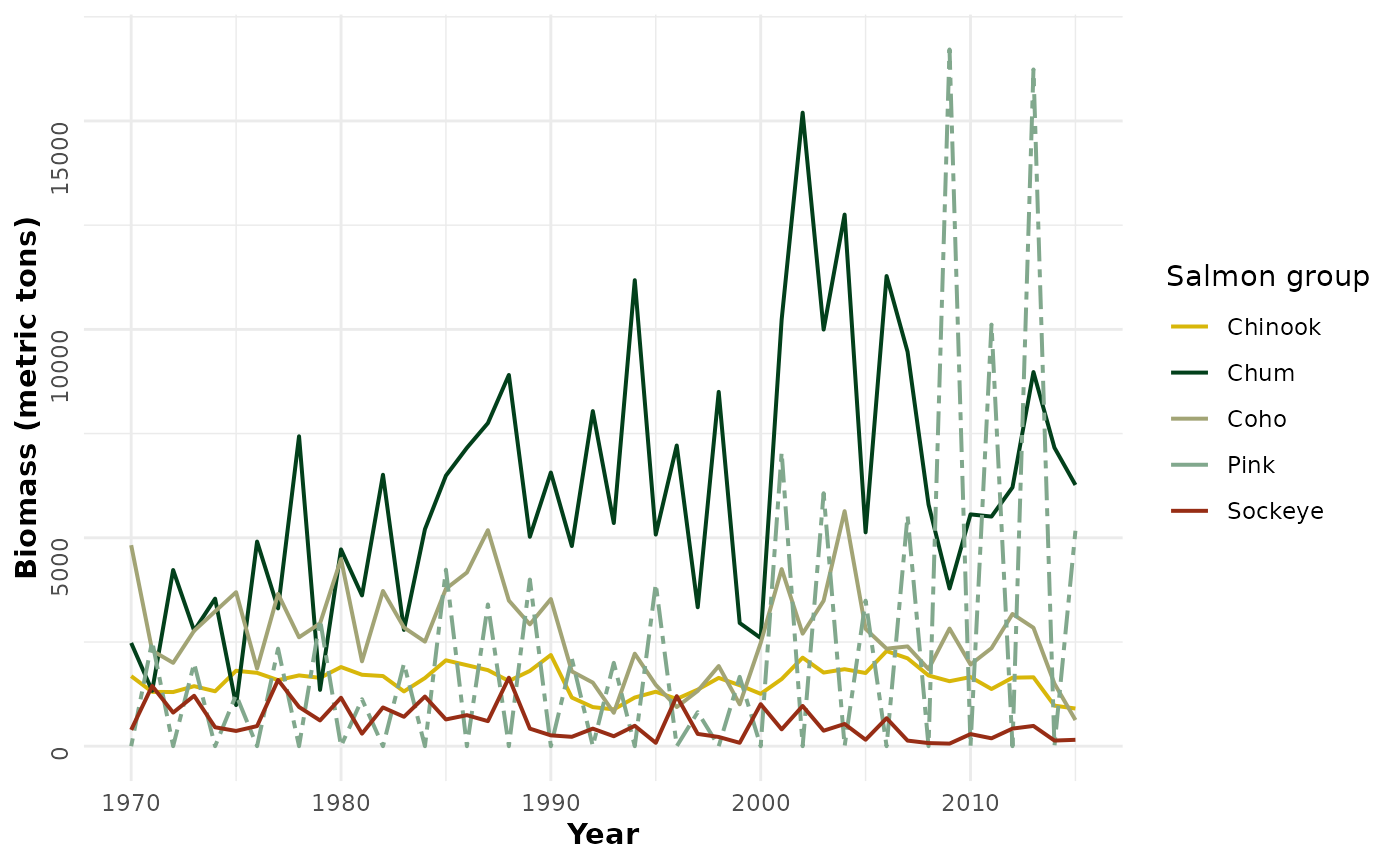 15000
10000
5000
0
Biomass (metric tons)
1970 1980 1990 2000 2010
Year
Salmon group
Chinook
Chum
Coho
Pink
Sockeye